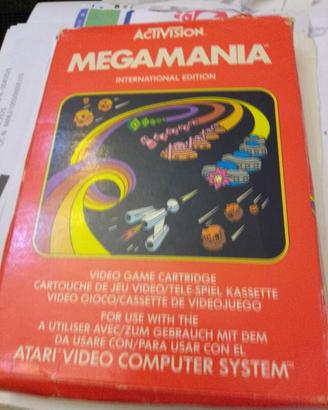 ACTIVISION
MEGAMANIA™
INTERNATIONAL EDITION
VIDEO GAME CARTRIDGE
CARTOUCHE DE JEU VIDEO/TELE-SPIEL KASSETTE
VIDEO GIOCO/CASSETTE DE VIDEOJUEGO
FOR USE WITH THE
A UTILISER AVEC/ZUM GEBRAUCH MIT DEM
DA USARE CON/PARA USAR CON EL
ATARI® VIDEO COMPUTER SYSTEM™